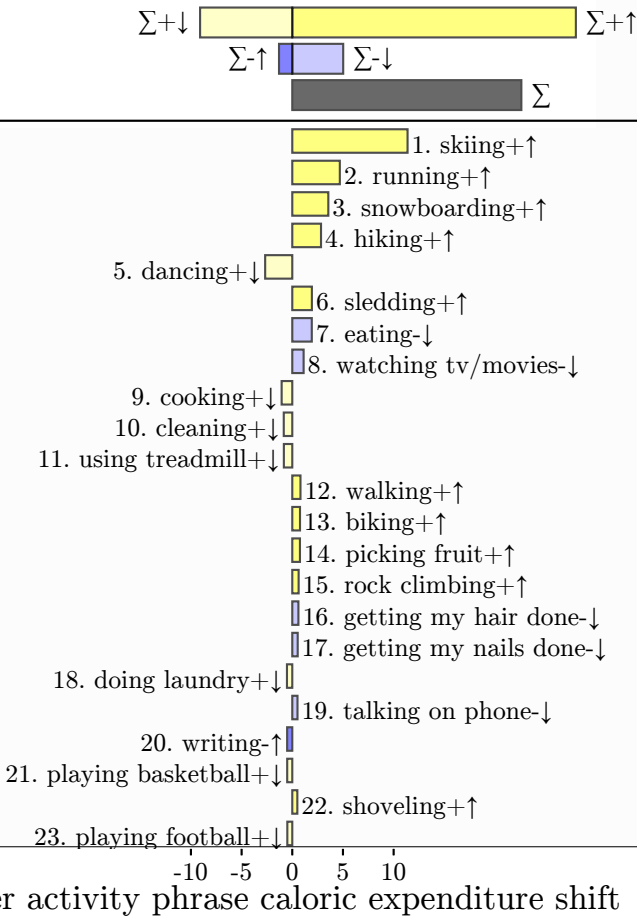 ∑+↓ ∑+↑
∑-↑ ∑-↓
∑
1. skiing+↑
2. running+↑
3. snowboarding+↑
4. hiking+↑
5. dancing+↓
6. sledding+↑
7. eating-↓
8. watching tv/movies-↓
9. cooking+↓
10. cleaning+↓
11. using treadmill+↓
12. walking+↑
13. biking+↑
14. picking fruit+↑
15. rock climbing+↑
16. getting my hair done-↓
17. getting my nails done-↓
18. doing laundry+↓
19. talking on phone-↓
20. writing-↑
21. playing basketball+↓
22. shoveling+↑
23. playing football+↓
-10 -5 0 5 10
er activity phrase caloric expenditure shift